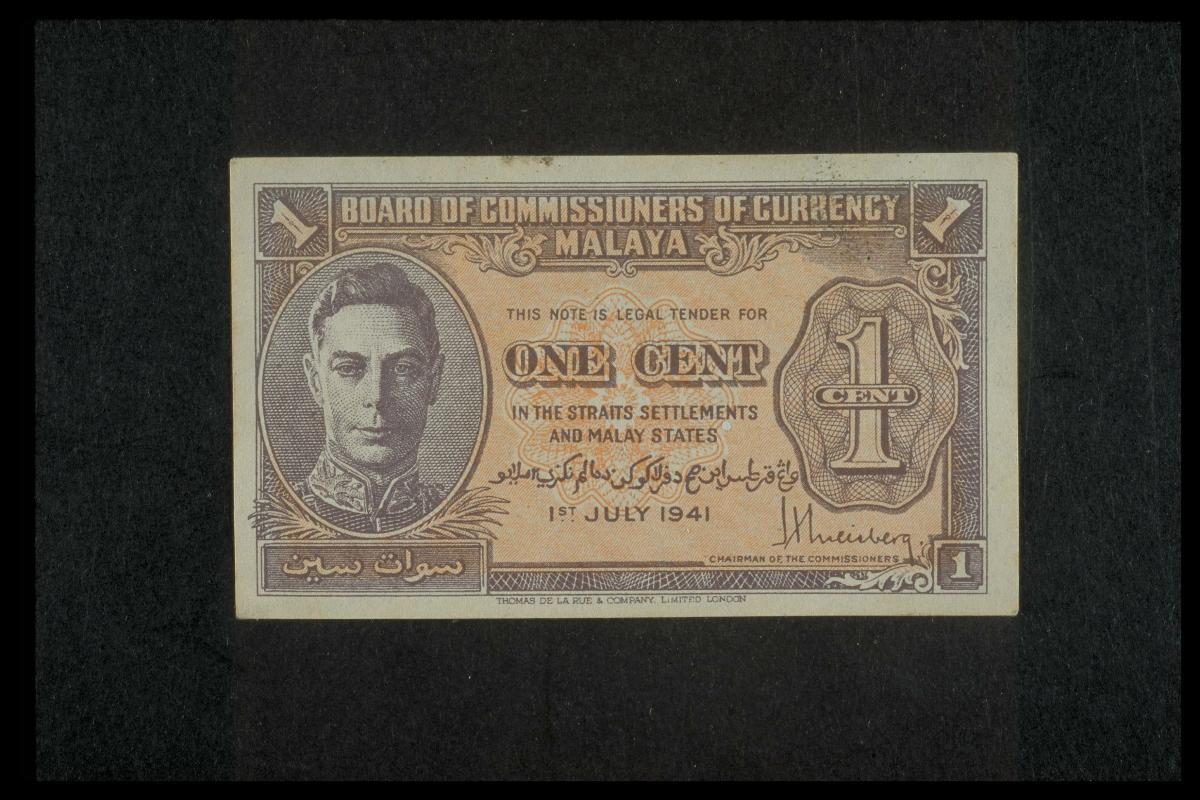 1
BOARD OF COMMISSIONERS OF CURRENCY
1
MALAYA
THIS NOTE IS LEGAL TENDER FOR
ONE CENT
1
CENT
IN THE STRAITS SETTLEMENTS
AND MALAY STATES
1ST JULY 1941
CHAIRMAN OF THE COMMISSIONERS
سوات سين
1
THOMAS DE LA RUE & COMPANY, LIMITED LONDON